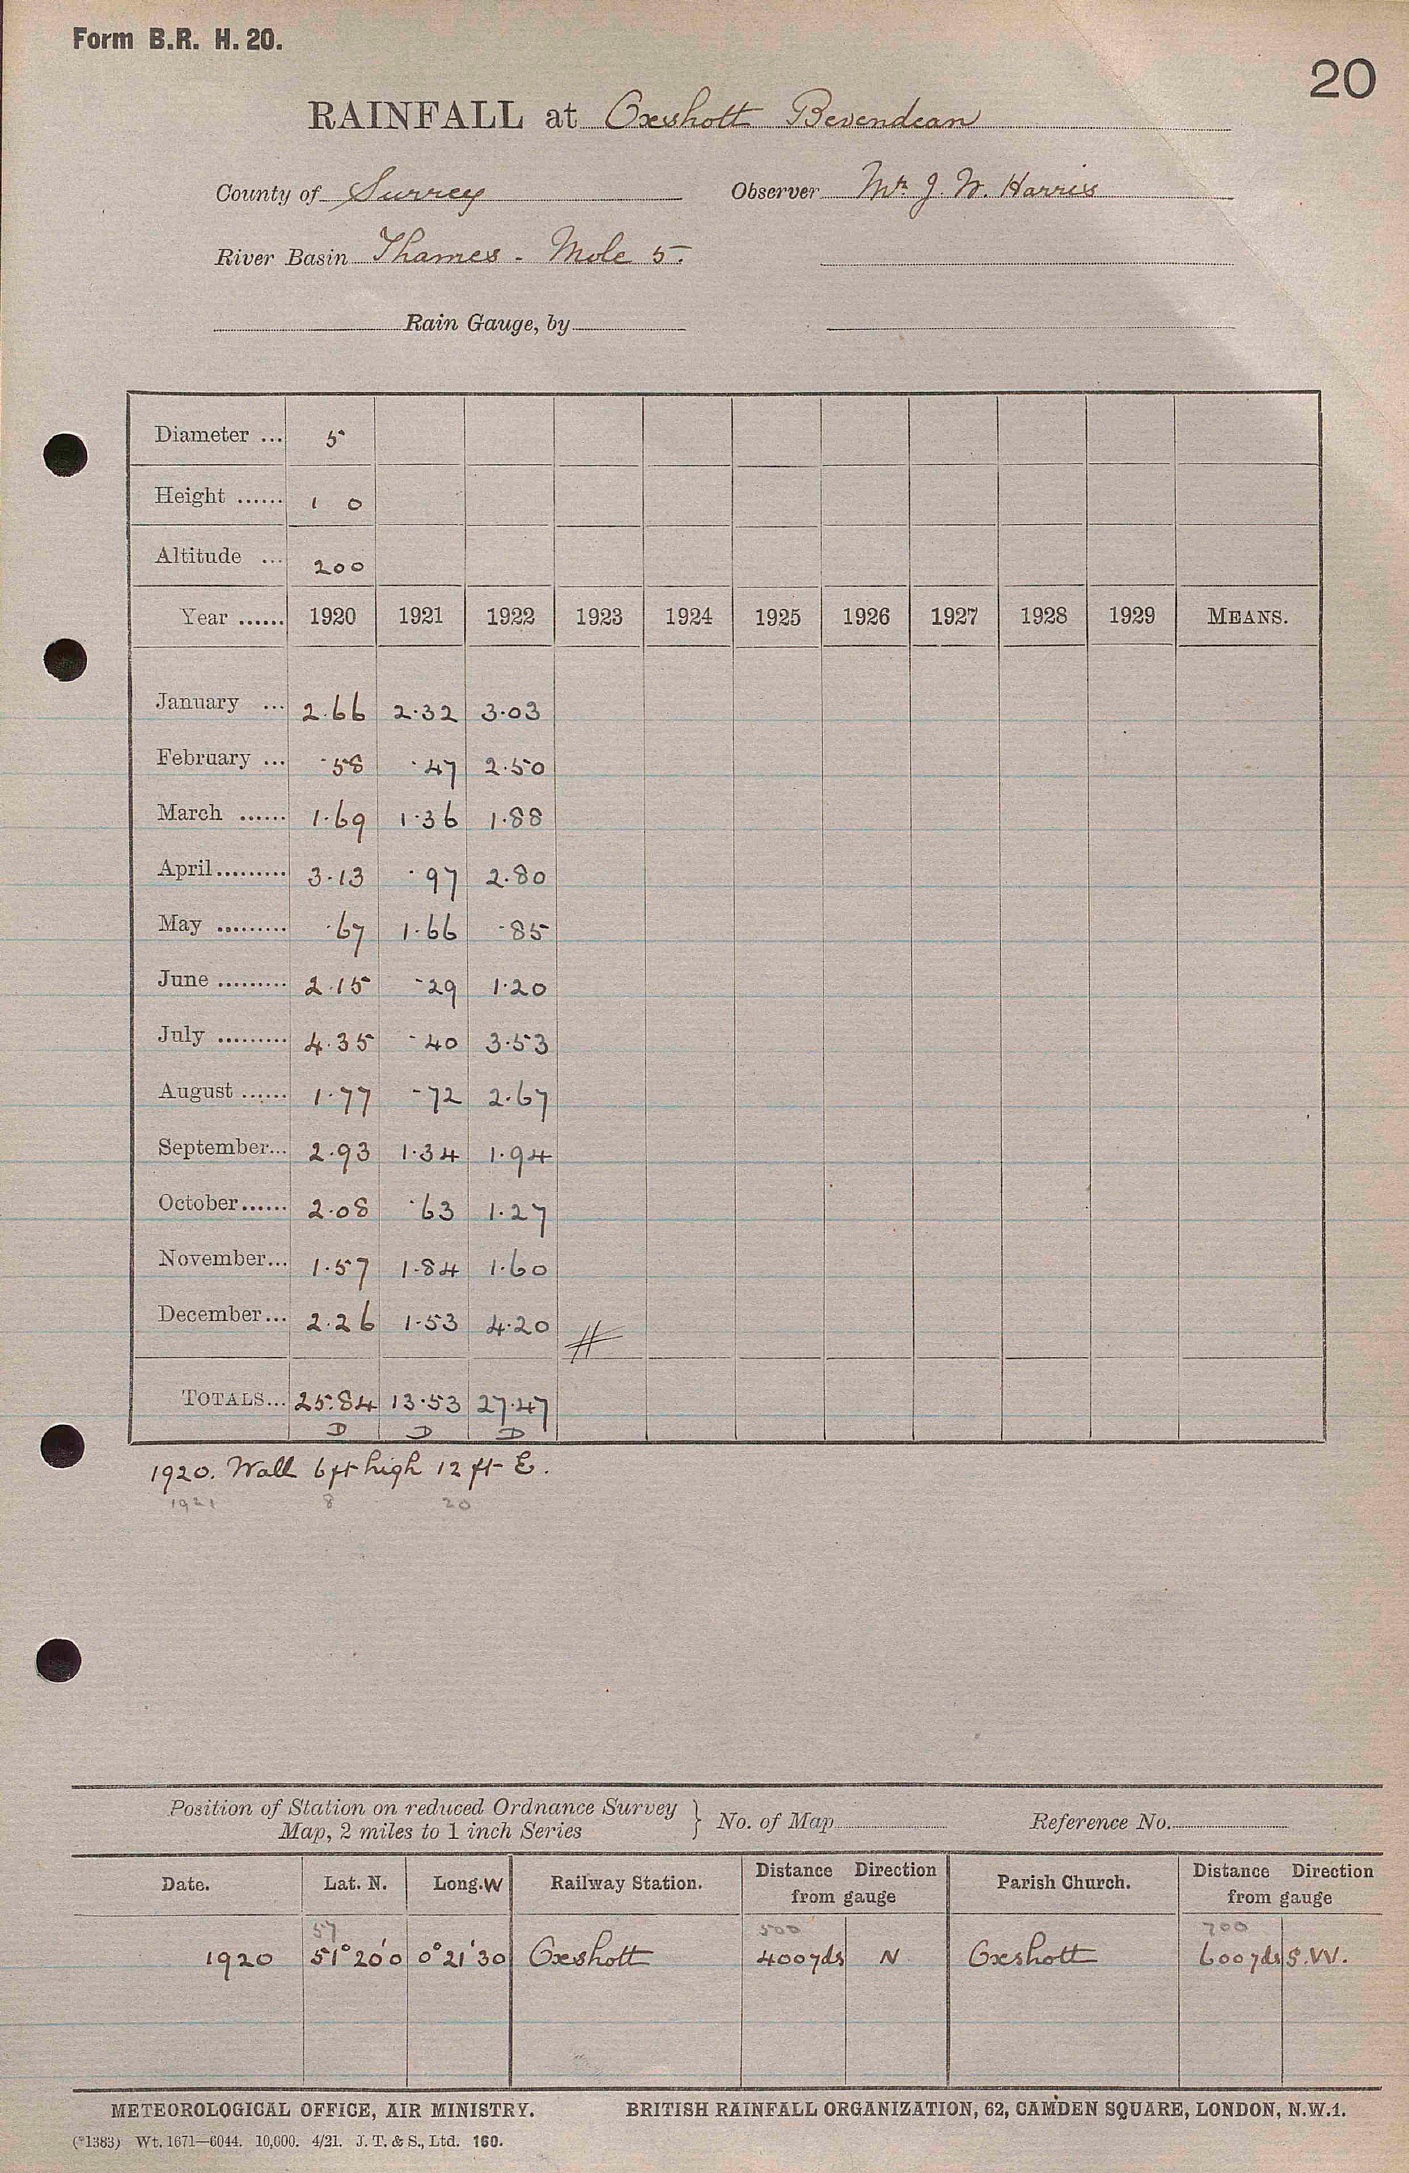 Form B.R. H. 20.
20
RAINFALL at Oxshott Bevendean
County of Surrey Observer Mr. J. W. Harris
River Basin Thames - Mole 5.
Rain Gauge, by
Diameter ... 5
Height ...... 1 0
Altitude ... 200
Year ...... 1920 1921 1922 1923 1924 1925 1926 1927 1928 1929 MEANS.
January ... 2.66 2.32 3.03
February ... .58 .47 2.50
March ...... 1.69 1.36 1.88
April......... 3.13 .97 2.80
May ......... .67 1.66 .85
June ......... 2.15 .29 1.20
July ......... 4.35 .40 3.53
August ...... 1.77 .72 2.67
September... 2.93 1.34 1.94
October...... 2.08 .63 1.27
November... 1.57 1.84 1.60
December... 2.26 1.53 4.20
TOTALS... 25.84 13.53 27.47
D D D
1920. Wall 6ft high 12 ft E.
1921 8 20
Position of Station on reduced Ordnance Survey
Map, 2 miles to 1 inch Series } No. of Map Reference No.
Date. Lat. N. Long. W Railway Station. Distance Direction from gauge Parish Church. Distance Direction from gauge
57 500 700
1920 51° 20' 0 0° 21' 30 Oxshott 400 yds N Oxshott 600 yds S.W.
METEOROLOGICAL OFFICE, AIR MINISTRY. BRITISH RAINFALL ORGANIZATION, 62, CAMDEN SQUARE, LONDON, N.W.1.
(*1383) Wt. 1671—6044. 10,000. 4/21. J. T. & S., Ltd. 160.